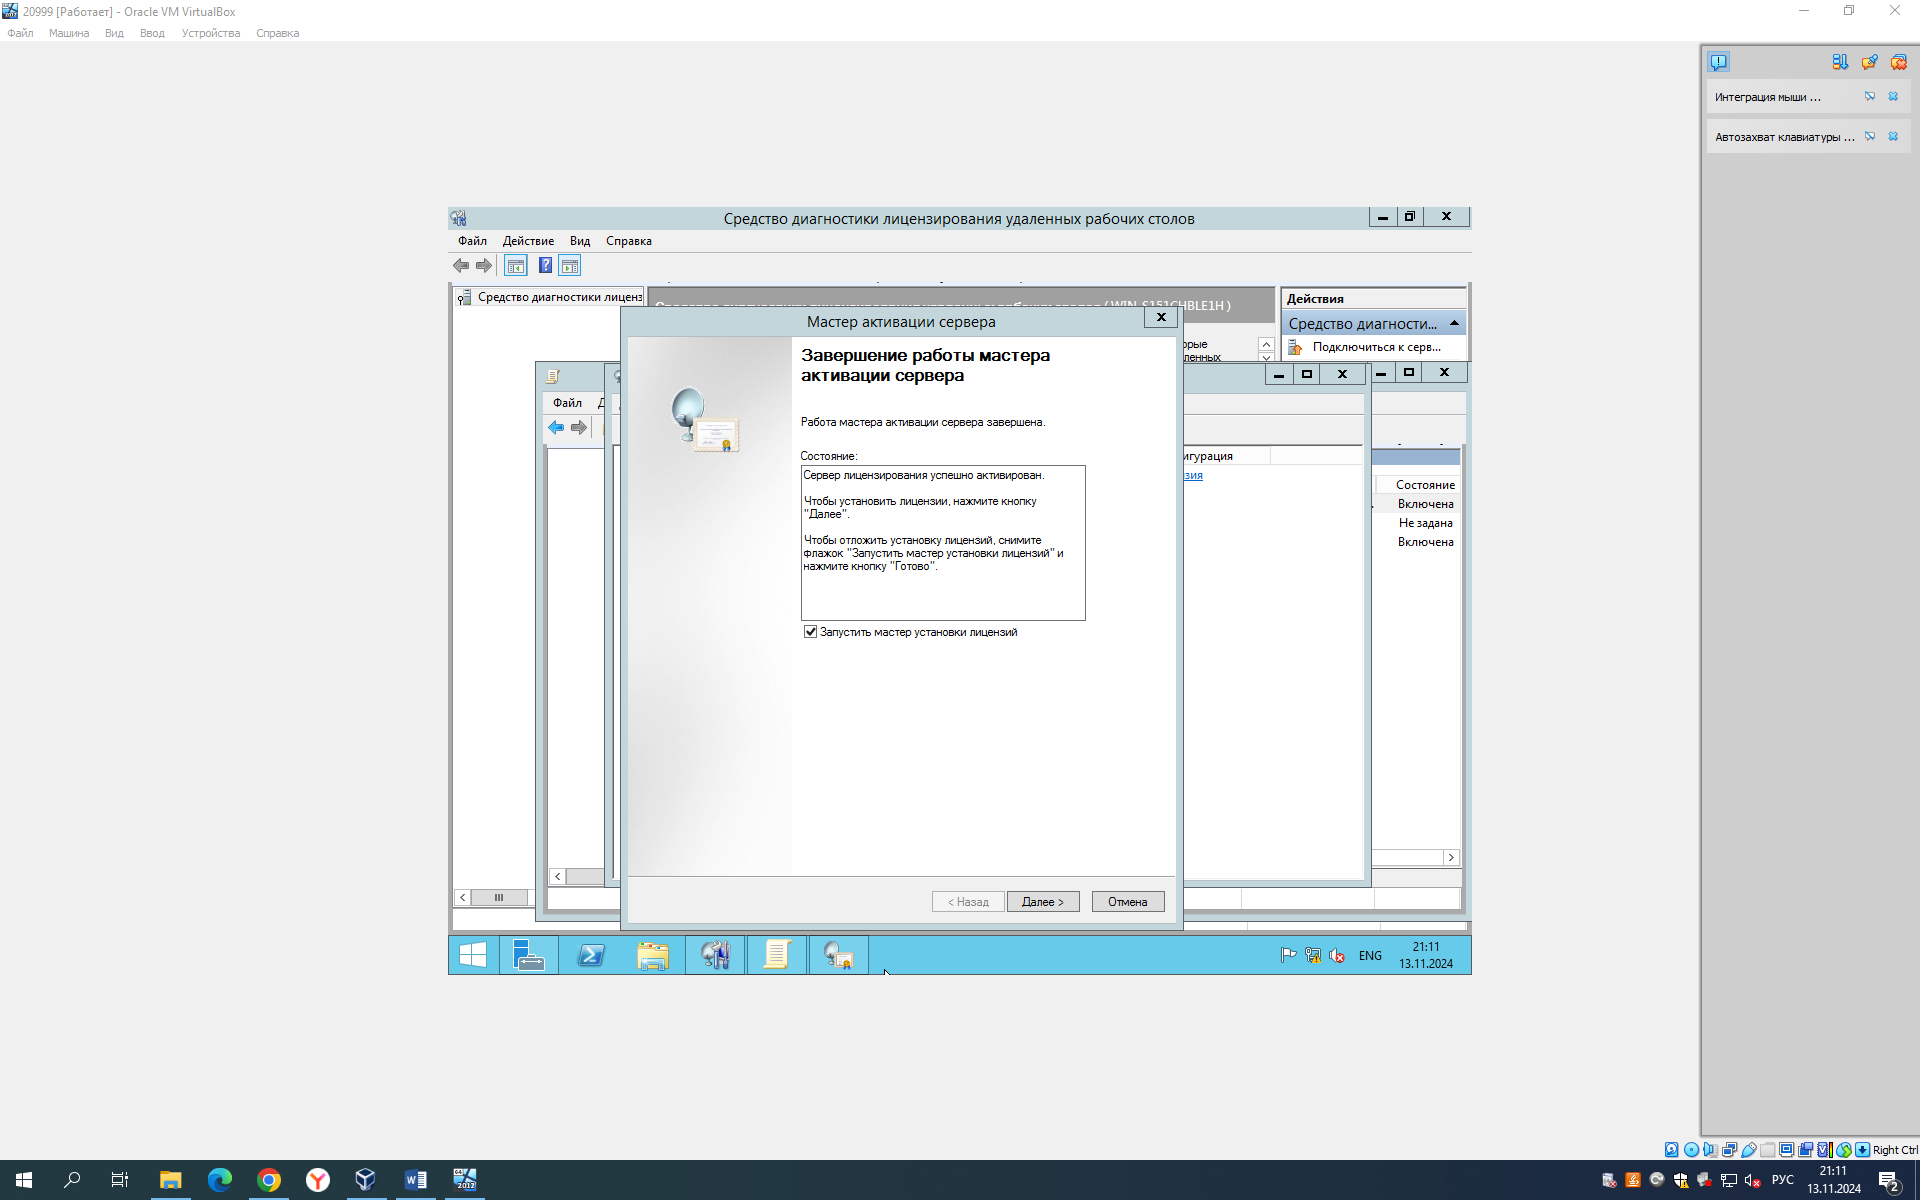 20999 [Работает] - Oracle VM VirtualBox
Файл Машина Вид Ввод Устройства Справка
Интеграция мыши ...
Автозахват клавиатуры ...
Средство диагностики лицензирования удаленных рабочих столов
Файл Действие Вид Справка
Средство диагностики лиценз
Действия
Средство диагности...
Подключиться к серв...
Мастер активации сервера
Завершение работы мастера
активации сервера
Файл
Работа мастера активации сервера завершена.
Состояние:
Сервер лицензирования успешно активирован.
Чтобы установить лицензии, нажмите кнопку
"Далее".
Чтобы отложить установку лицензий, снимите
флажок "Запустить мастер установки лицензий" и
нажмите кнопку "Готово".
Запустить мастер установки лицензий
Состояние
Включена
Не задана
Включена
< Назад Далее > Отмена
ENG
21:11
13.11.2024
Right Ctrl
РУС
21:11
13.11.2024
2